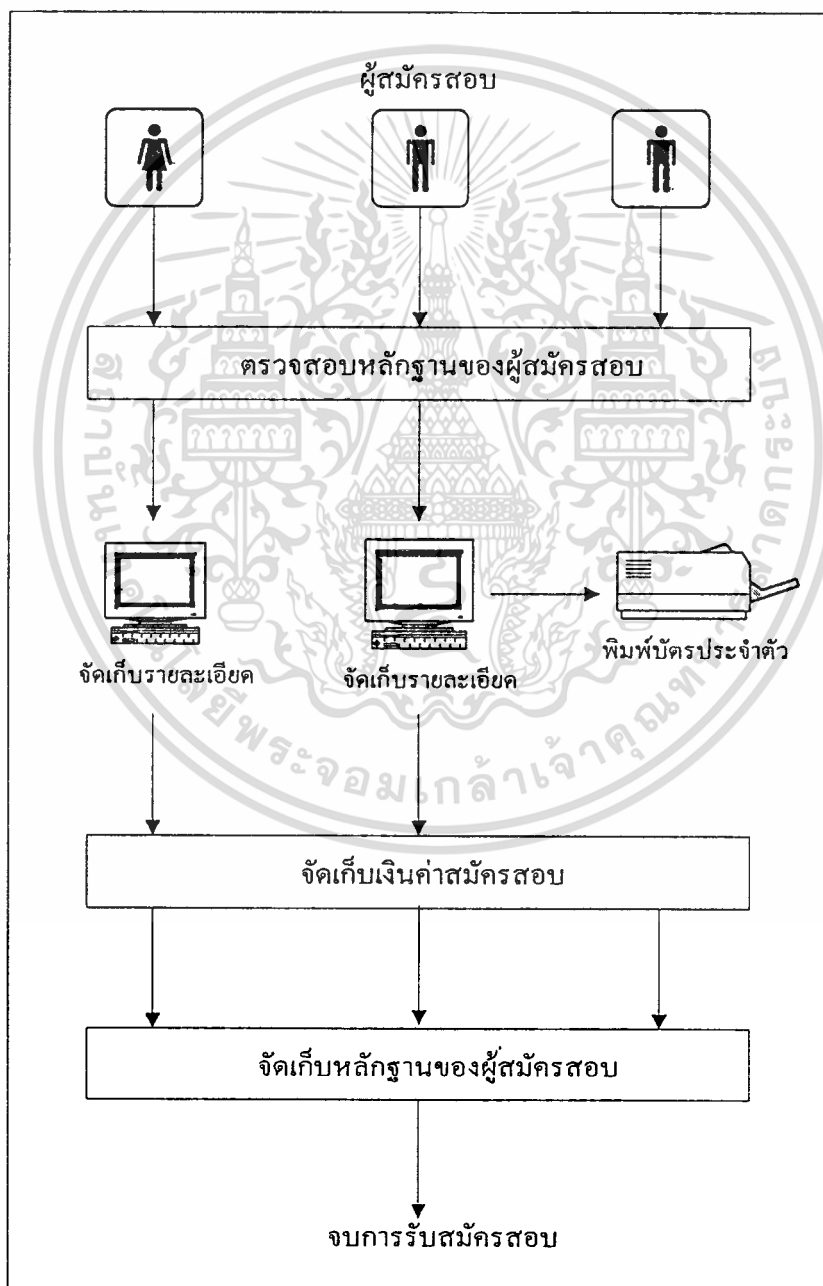 ผู้สมัครสอบ
ตรวจสอบหลักฐานของผู้สมัครสอบ
จัดเก็บรายละเอียด
จัดเก็บรายละเอียด
พิมพ์บัตรประจำตัว
จัดเก็บเงินค่าสมัครสอบ
จัดเก็บหลักฐานของผู้สมัครสอบ
จบการรับสมัครสอบ